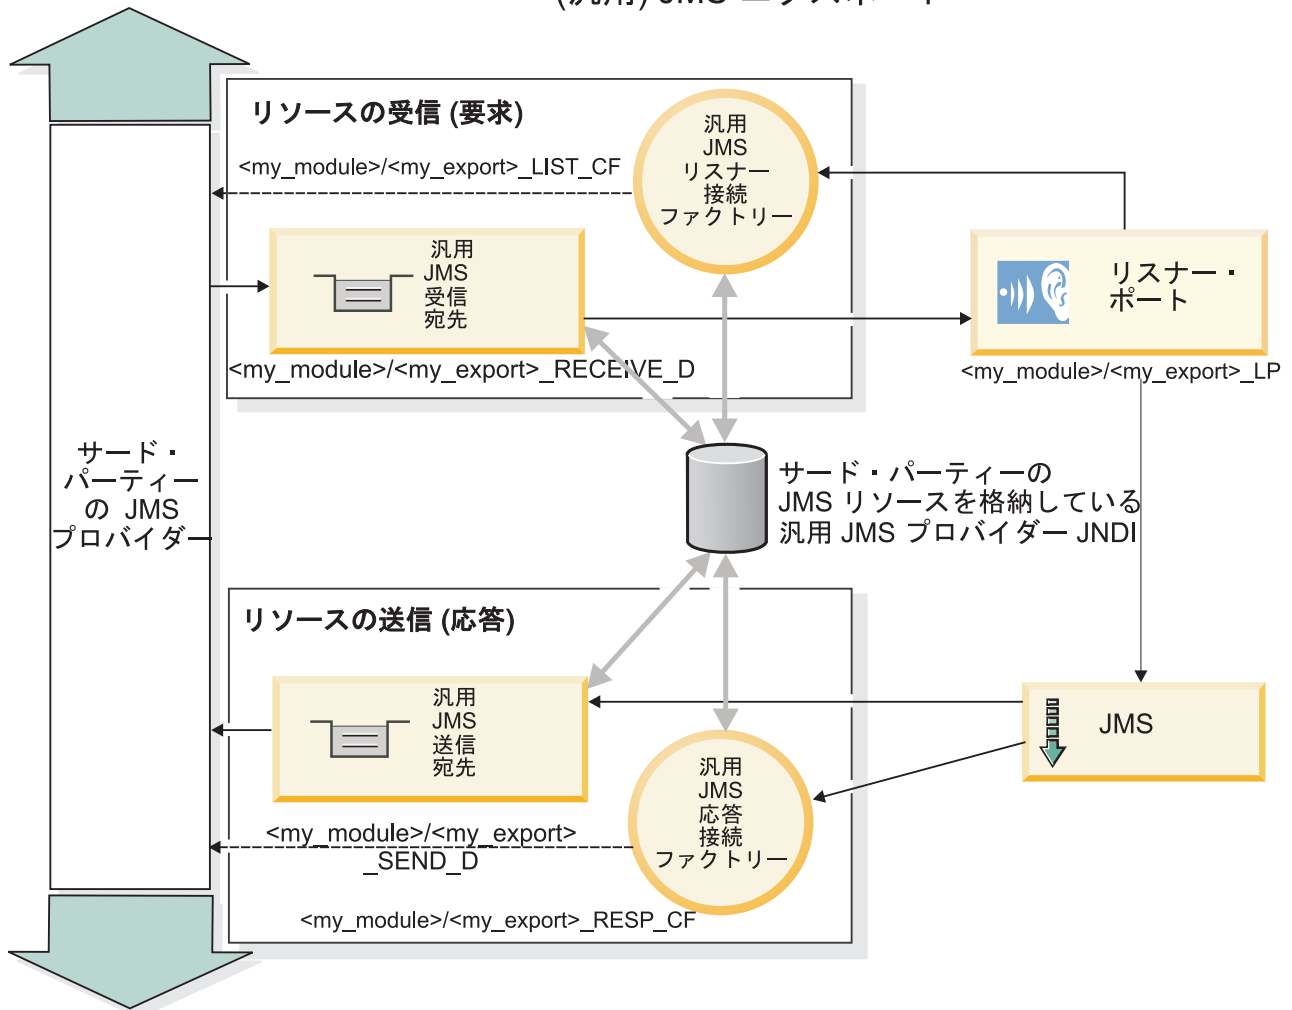 リソースの受信 (要求)
<my_module>/<my_export>_LIST_CF
汎用
JMS
リスナー
接続
ファクトリー
汎用
JMS
受信
宛先
<my_module>/<my_export>_RECEIVE_D
リスナー・
ポート
<my_module>/<my_export>_LP
サード・
パーティー
の JMS
プロバイダー
サード・パーティーの
JMS リソースを格納している
汎用 JMS プロバイダー JNDI
リソースの送信 (応答)
汎用
JMS
送信
宛先
<my_module>/<my_export>
_SEND_D
汎用
JMS
応答
接続
ファクトリー
<my_module>/<my_export>_RESP_CF
JMS